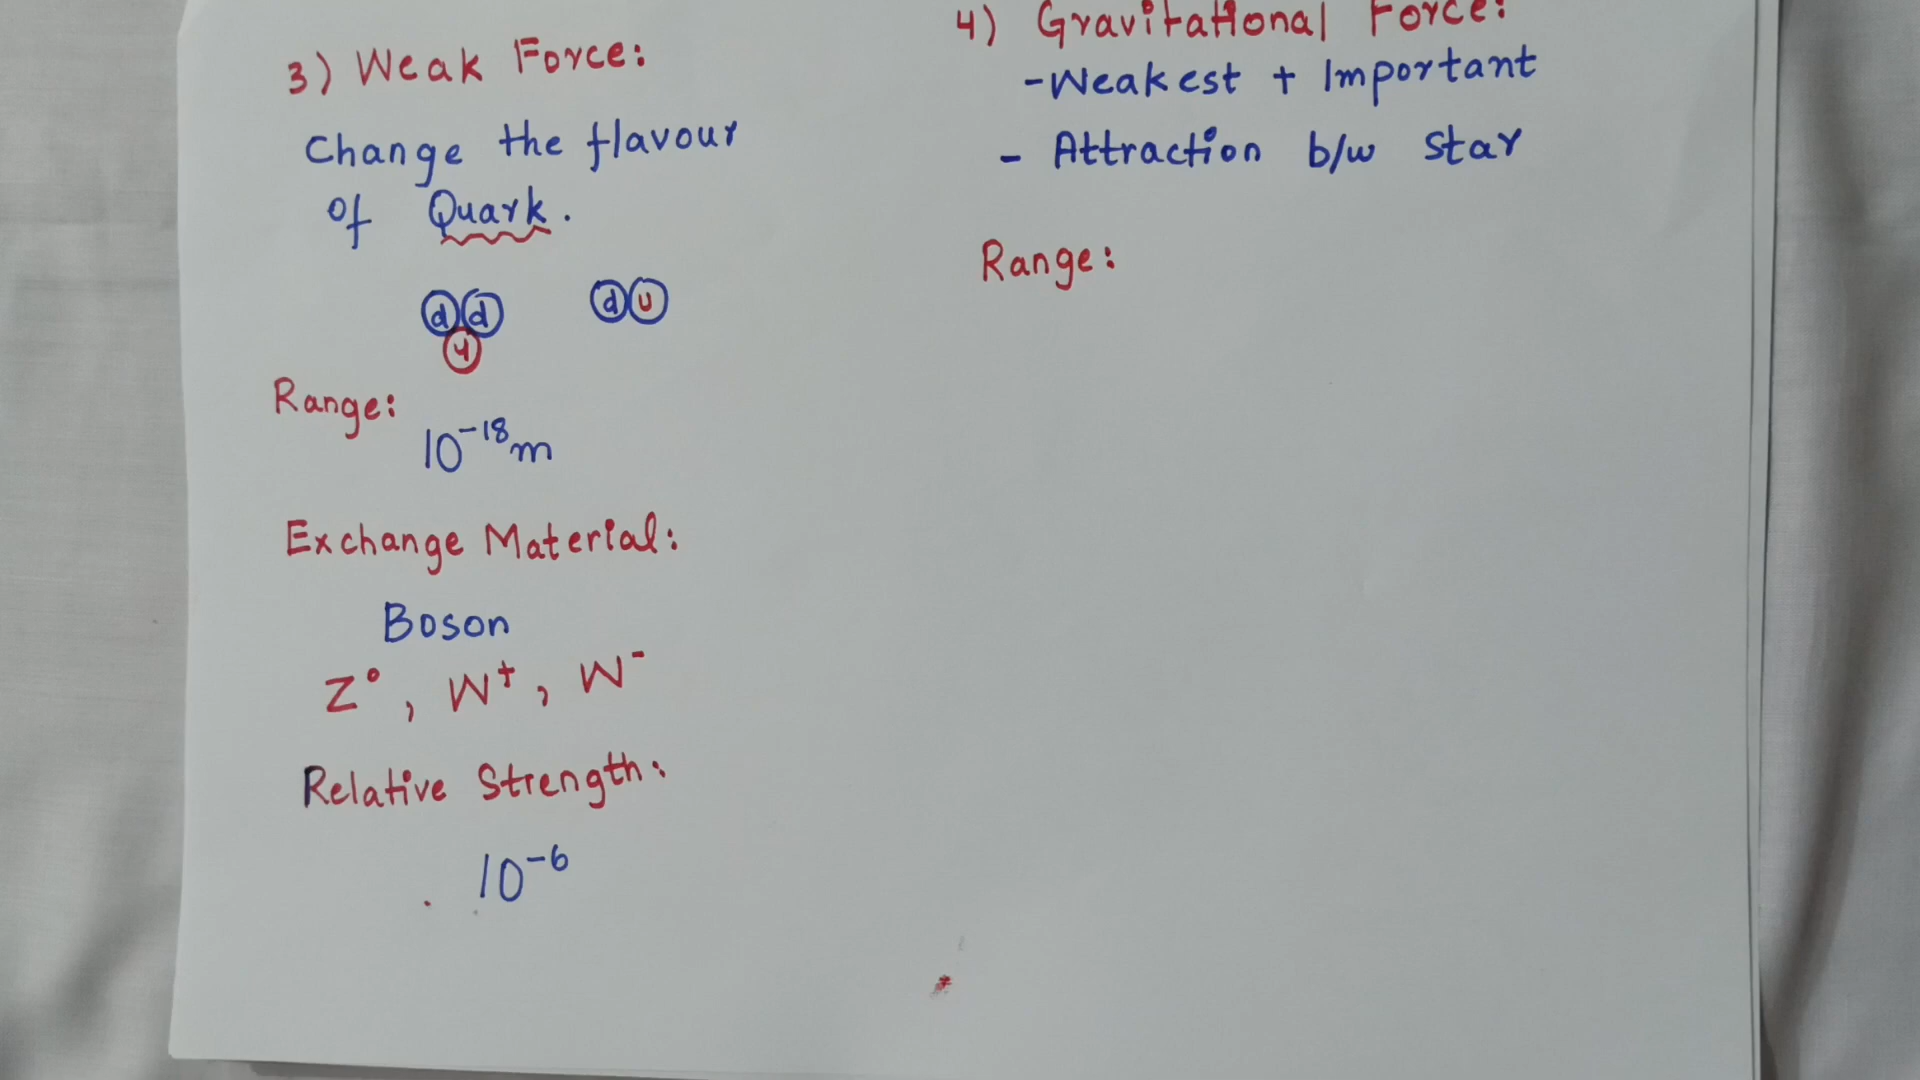 3) Weak Force:
Change the flavour
of Quark.
d d d u
u
Range:
10⁻¹⁸m
Exchange Material:
Boson
Z°, W⁺, W⁻
Relative Strength:
10⁻⁶
4) Gravitational Force:
-Weakest + Important
- Attraction b/w Star
Range: